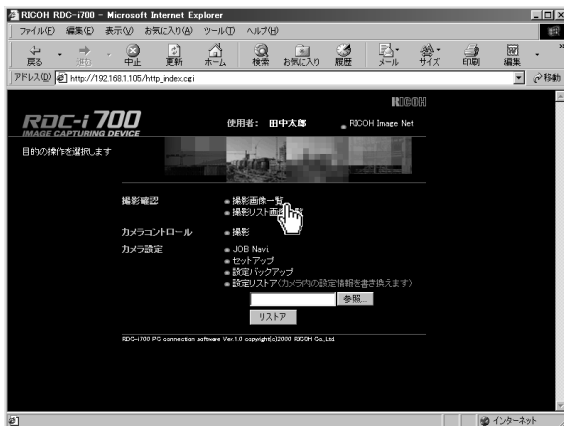 RICOH RDC-i700 - Microsoft Internet Explorer
ファイル(F) 編集(E) 表示(V) お気に入り(A) ツール(T) ヘルプ(H)
戻る 進む 中止 更新 ホーム 検索 お気に入り 履歴 メール サイズ 印刷 編集
アドレス(D) http://192.168.1.105/http_index.cgi 移動
RICOH
RDC-i 700
IMAGE CAPTURING DEVICE
使用者: 田中太郎 RICOH Image Net
目的の操作を選択します
撮影確認 撮影画像一覧
撮影リスト画像一覧
カメラコントロール 撮影
カメラ設定 JOB Navi
セットアップ
設定バックアップ
設定リストア(カメラ内の設定情報を書き換えます)
参照...
リストア
RDC-i700 PC connection software Ver.1.0 copyright(c)2000 RICOH Co.,Ltd.
インターネット